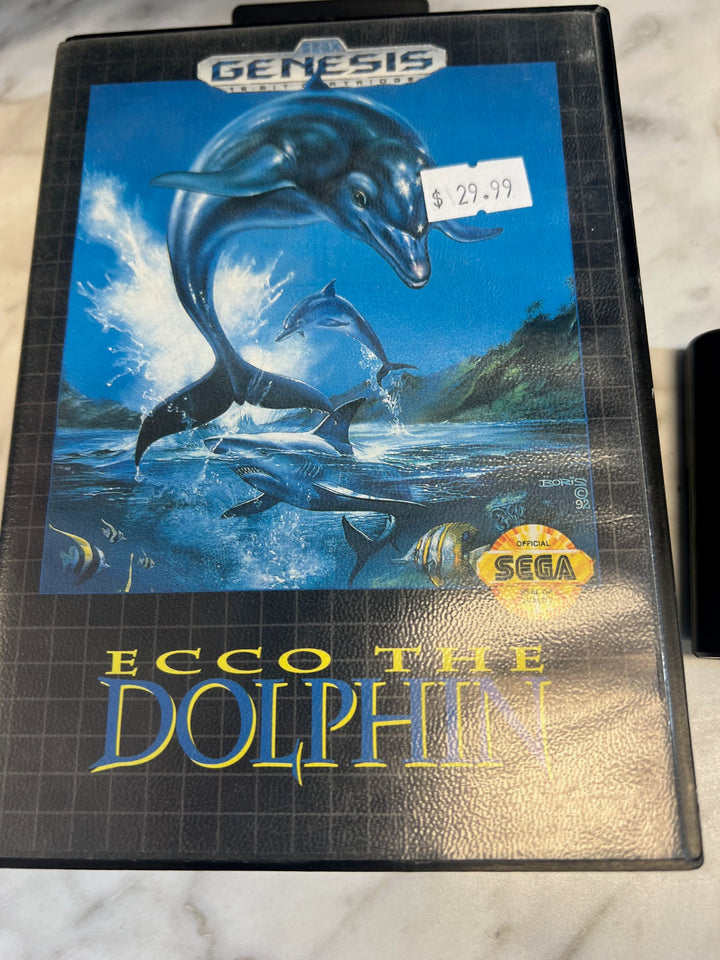 SEGA
GENESIS
16-BIT CARTRIDGE
$ 29.99
BORIS
©
92
OFFICIAL
SEGA
ECCO THE
DOLPHIN